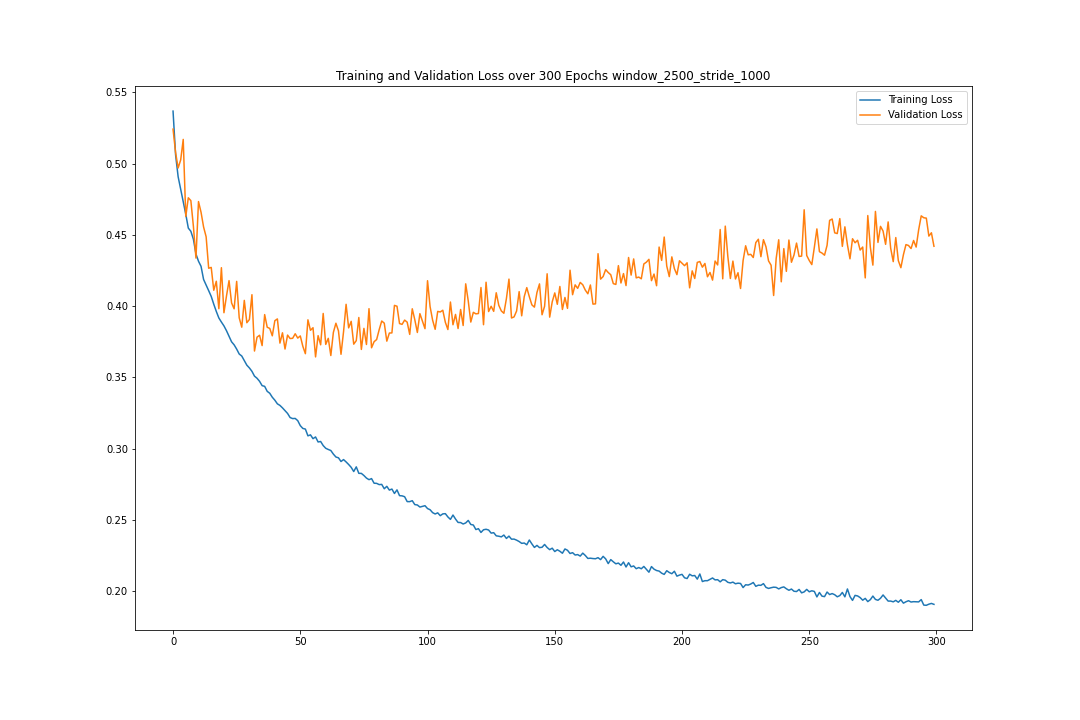 Training and Validation Loss over 300 Epochs window_2500_stride_1000
Training Loss
Validation Loss
0.55
0.50
0.45
0.40
0.35
0.30
0.25
0.20
0 50 100 150 200 250 300